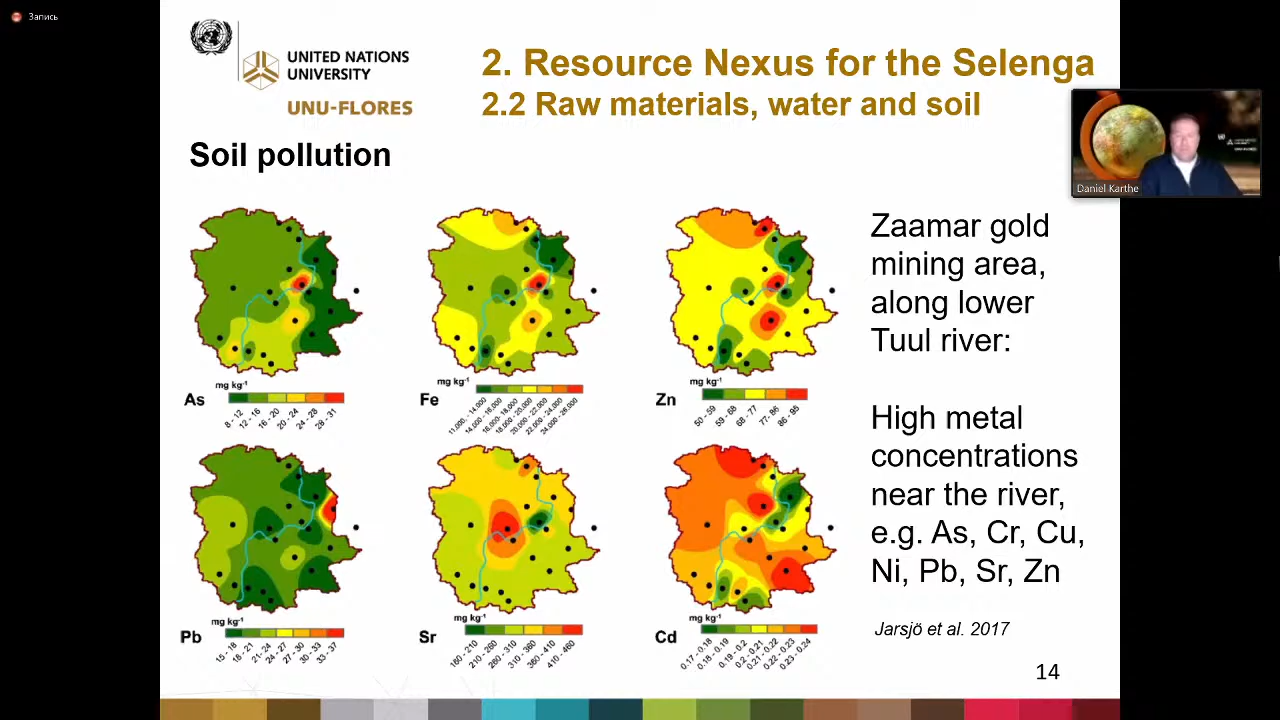 Запись
UNITED NATIONS
UNIVERSITY
UNU-FLORES
2. Resource Nexus for the Selenga
2.2 Raw materials, water and soil
Daniel Karthe
Soil pollution
mg kg⁻¹
As
8 - 12
12 - 16
16 - 20
20 - 24
24 - 28
28 - 31
mg kg⁻¹
Fe
11,000 - 14,000
14,000 - 16,000
16,000 - 18,000
18,000 - 20,000
20,000 - 22,000
22,000 - 24,000
24,000 - 26,000
mg kg⁻¹
Zn
50 - 59
59 - 68
68 - 77
77 - 86
86 - 95
Zaamar gold
mining area,
along lower
Tuul river:
High metal
concentrations
near the river,
e.g. As, Cr, Cu,
Ni, Pb, Sr, Zn
mg kg⁻¹
Pb
15 - 18
18 - 21
21 - 24
24 - 27
27 - 30
30 - 33
33 - 37
mg kg⁻¹
Sr
160 - 210
210 - 260
260 - 310
310 - 360
360 - 410
410 - 460
mg kg⁻¹
Cd
0.17 - 0.18
0.18 - 0.19
0.19 - 0.2
0.2 - 0.21
0.21 - 0.22
0.22 - 0.23
0.23 - 0.24
Jarsjö et al. 2017
14